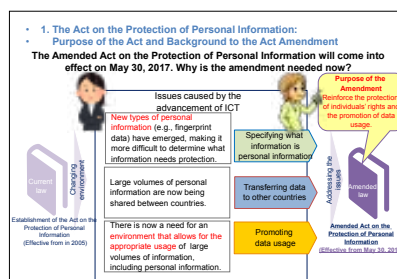 • 1. The Act on the Protection of Personal Information:
• Purpose of the Act and Background to the Act Amendment
The Amended Act on the Protection of Personal Information will come into
effect on May 30, 2017. Why is the amendment needed now?
Purpose of the
Amendment
Reinforce the protection
of individuals' rights and
the promotion of data
usage.
Issues caused by the
advancement of ICT
New types of personal
information (e.g., fingerprint
data) have emerged, making it
more difficult to determine what
information needs protection.
Specifying what
information is
personal information
Current
law
Changing
environment
Large volumes of personal
information are now being
shared between countries.
Transferring data
to other countries
Addressing the
issues
Amended
law
Establishment of the Act on the
Protection of Personal
Information
(Effective from in 2005)
There is now a need for an
environment that allows for the
appropriate usage of large
volumes of information,
including personal information.
Promoting
data usage
Amended Act on the
Protection of Personal
Information
(Effective from May 30,